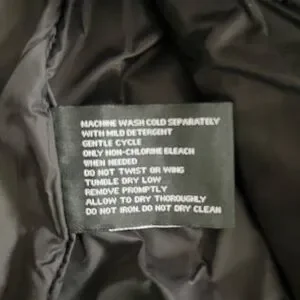 MACHINE WASH COLD SEPARATELY
WITH MILD DETERGENT
GENTLE CYCLE
ONLY NON-CHLORINE BLEACH
WHEN NEEDED
DO NOT TWIST OR WING
TUMBLE DRY LOW
REMOVE PROMPTLY
ALLOW TO DRY THOROUGHLY
DO NOT IRON. DO NOT DRY CLEAN